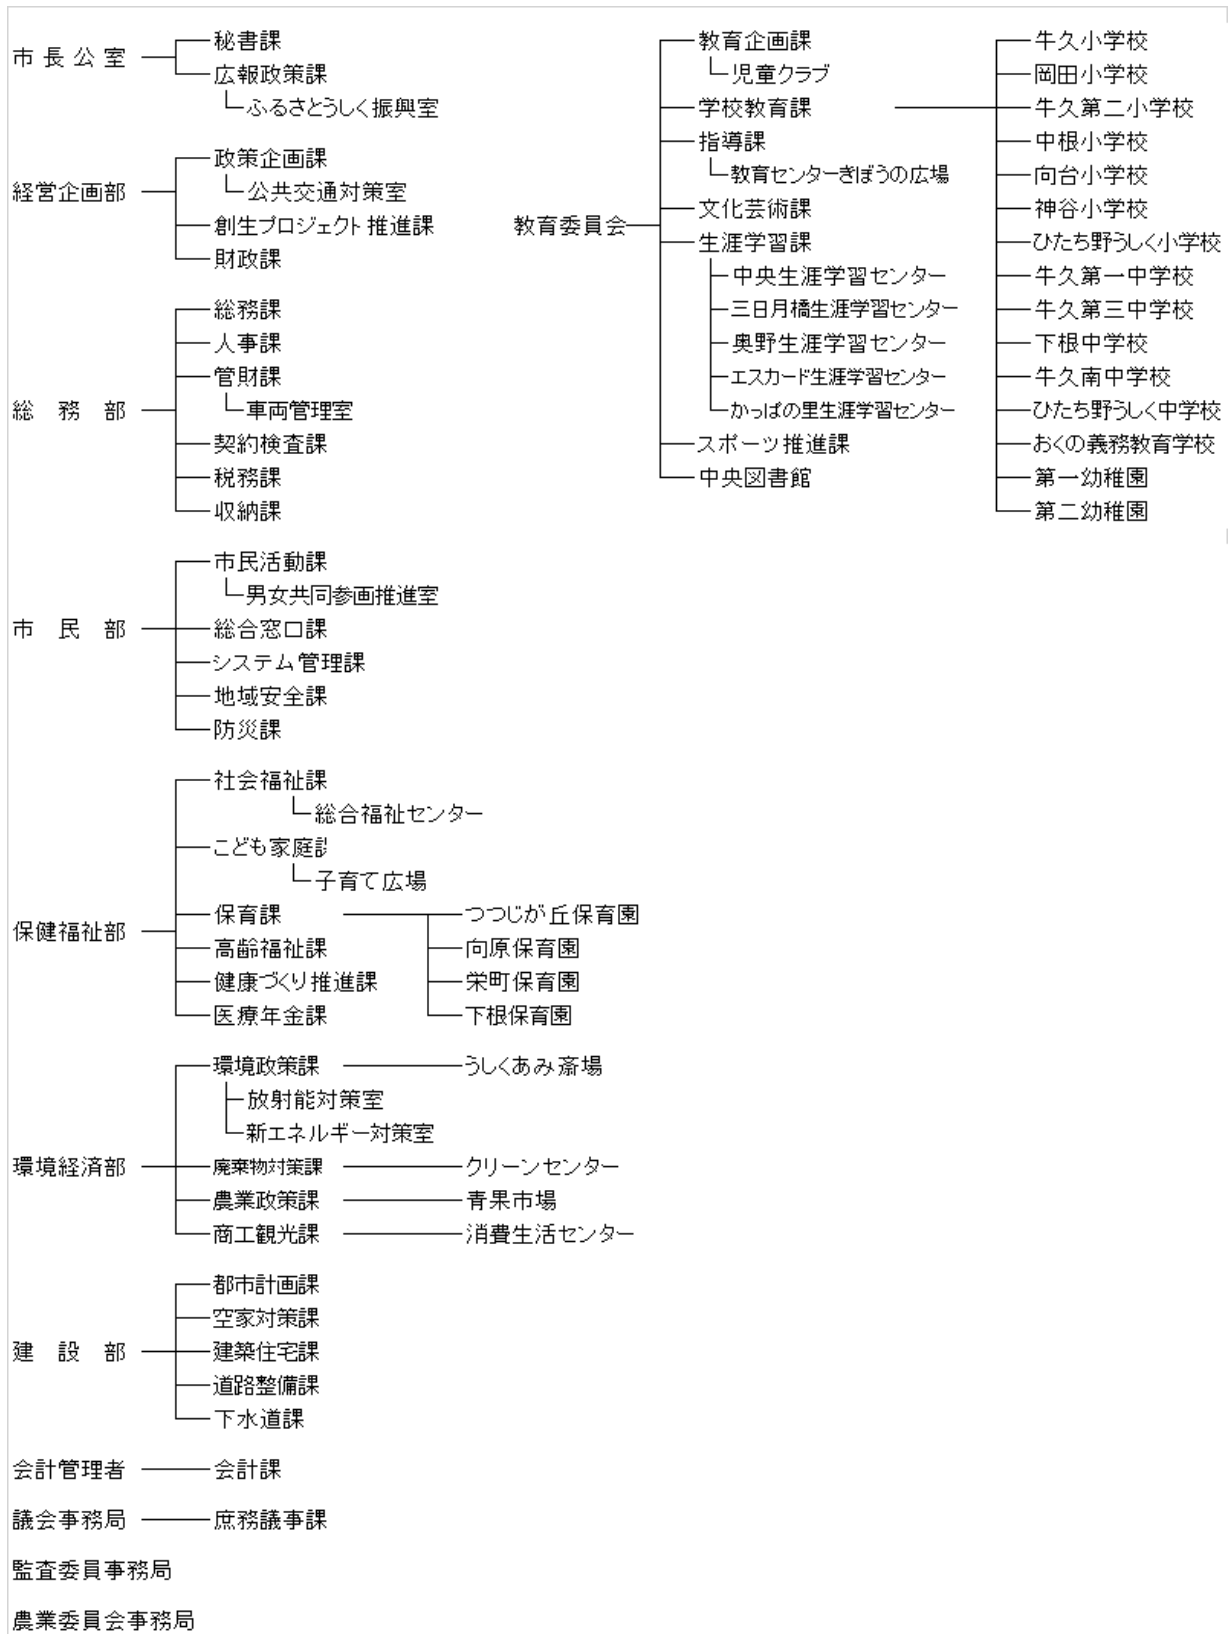 市長公室
秘書課
広報政策課
ふるさとうしく振興室
経営企画部
政策企画課
公共交通対策室
創生プロジェクト推進課
財政課
総務部
総務課
人事課
管財課
車両管理室
契約検査課
税務課
収納課
市民部
市民活動課
男女共同参画推進室
総合窓口課
システム管理課
地域安全課
防災課
保健福祉部
社会福祉課
総合福祉センター
こども家庭
子育て広場
保育課
つつじが丘保育園
向原保育園
栄町保育園
下根保育園
高齢福祉課
健康づくり推進課
医療年金課
環境経済部
環境政策課
うしくあみ斎場
放射能対策室
新エネルギー対策室
廃棄物対策課
クリーンセンター
農業政策課
青果市場
商工観光課
消費生活センター
建設部
都市計画課
空家対策課
建築住宅課
道路整備課
下水道課
会計管理者
会計課
議会事務局
庶務議事課
監査委員事務局
農業委員会事務局
教育委員会
教育企画課
児童クラブ
学校教育課
指導課
教育センターきぼうの広場
文化芸術課
生涯学習課
中央生涯学習センター
三日月橋生涯学習センター
奥野生涯学習センター
エスカード生涯学習センター
かっぱの里生涯学習センター
スポーツ推進課
中央図書館
牛久小学校
岡田小学校
牛久第二小学校
中根小学校
向台小学校
神谷小学校
ひたち野うしく小学校
牛久第一中学校
牛久第三中学校
下根中学校
牛久南中学校
ひたち野うしく中学校
おくの義務教育学校
第一幼稚園
第二幼稚園